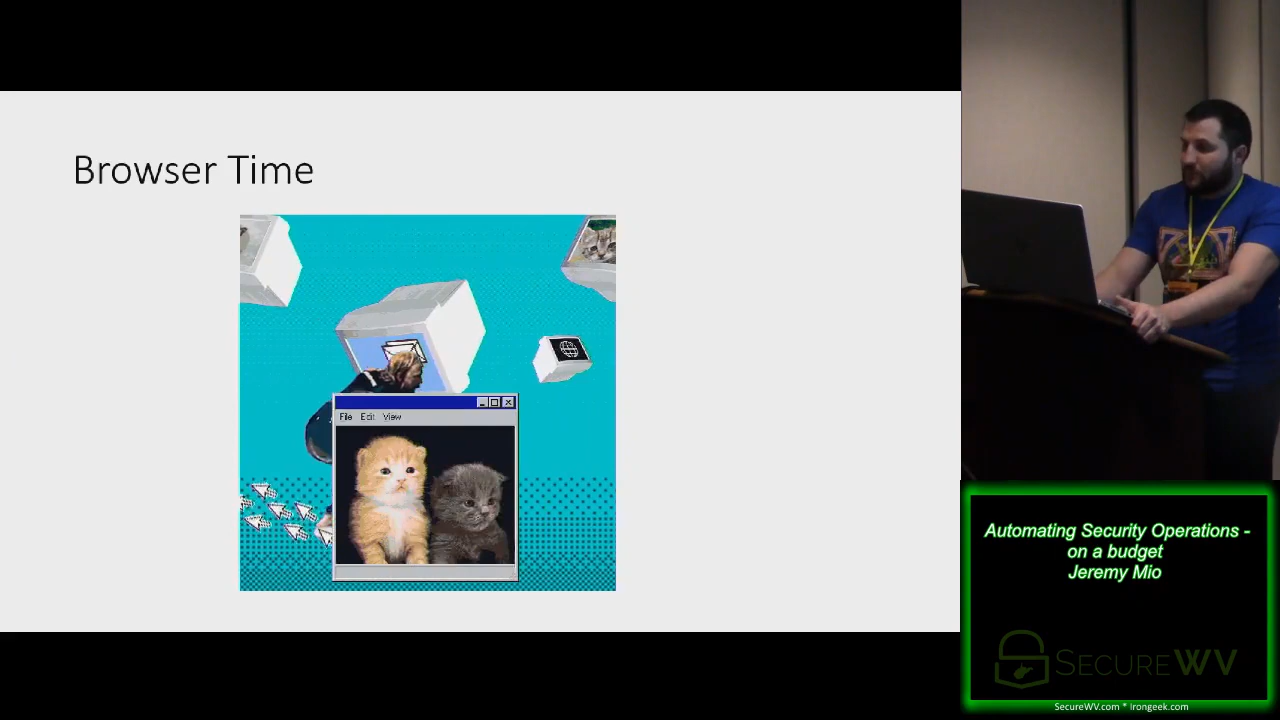 Browser Time
File Edit View
Automating Security Operations -
on a budget
Jeremy Mio
SECUREWV
SecureWV.com * Irongeek.com